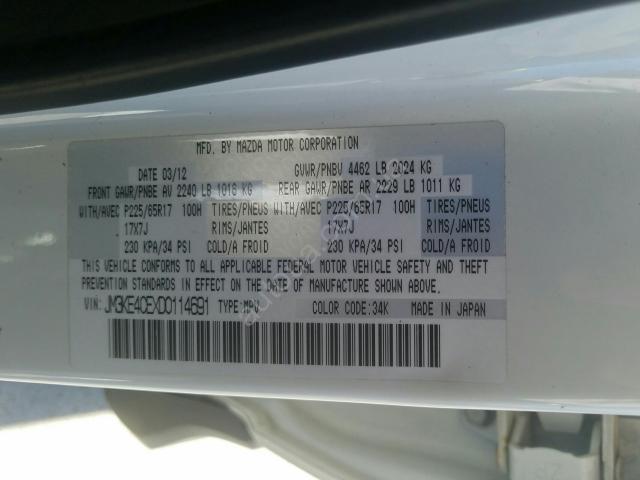 MFD. BY MAZDA MOTOR CORPORATION
DATE 03/12 GVWR/PNBV 4462 LB 2024 KG
FRONT GAWR/PNBE AV 2240 LB 1016 KG REAR GAWR/PNBE AR 2229 LB 1011 KG
WITH/AVEC P225/65R17 100H TIRES/PNEUS WITH/AVEC P225/65R17 100H TIRES/PNEUS
17X7J RIMS/JANTES 17X7J RIMS/JANTES
230 KPA/34 PSI COLD/A FROID 230 KPA/34 PSI COLD/A FROID
THIS VEHICLE CONFORMS TO ALL APPLICABLE FEDERAL MOTOR VEHICLE SAFETY AND THEFT
PREVENTION STANDARDS IN EFFECT ON THE DATE OF MANUFACTURE SHOWN ABOVE.
VIN: JM3KE4CEXD0114691 TYPE: MPV COLOR CODE: 34K MADE IN JAPAN